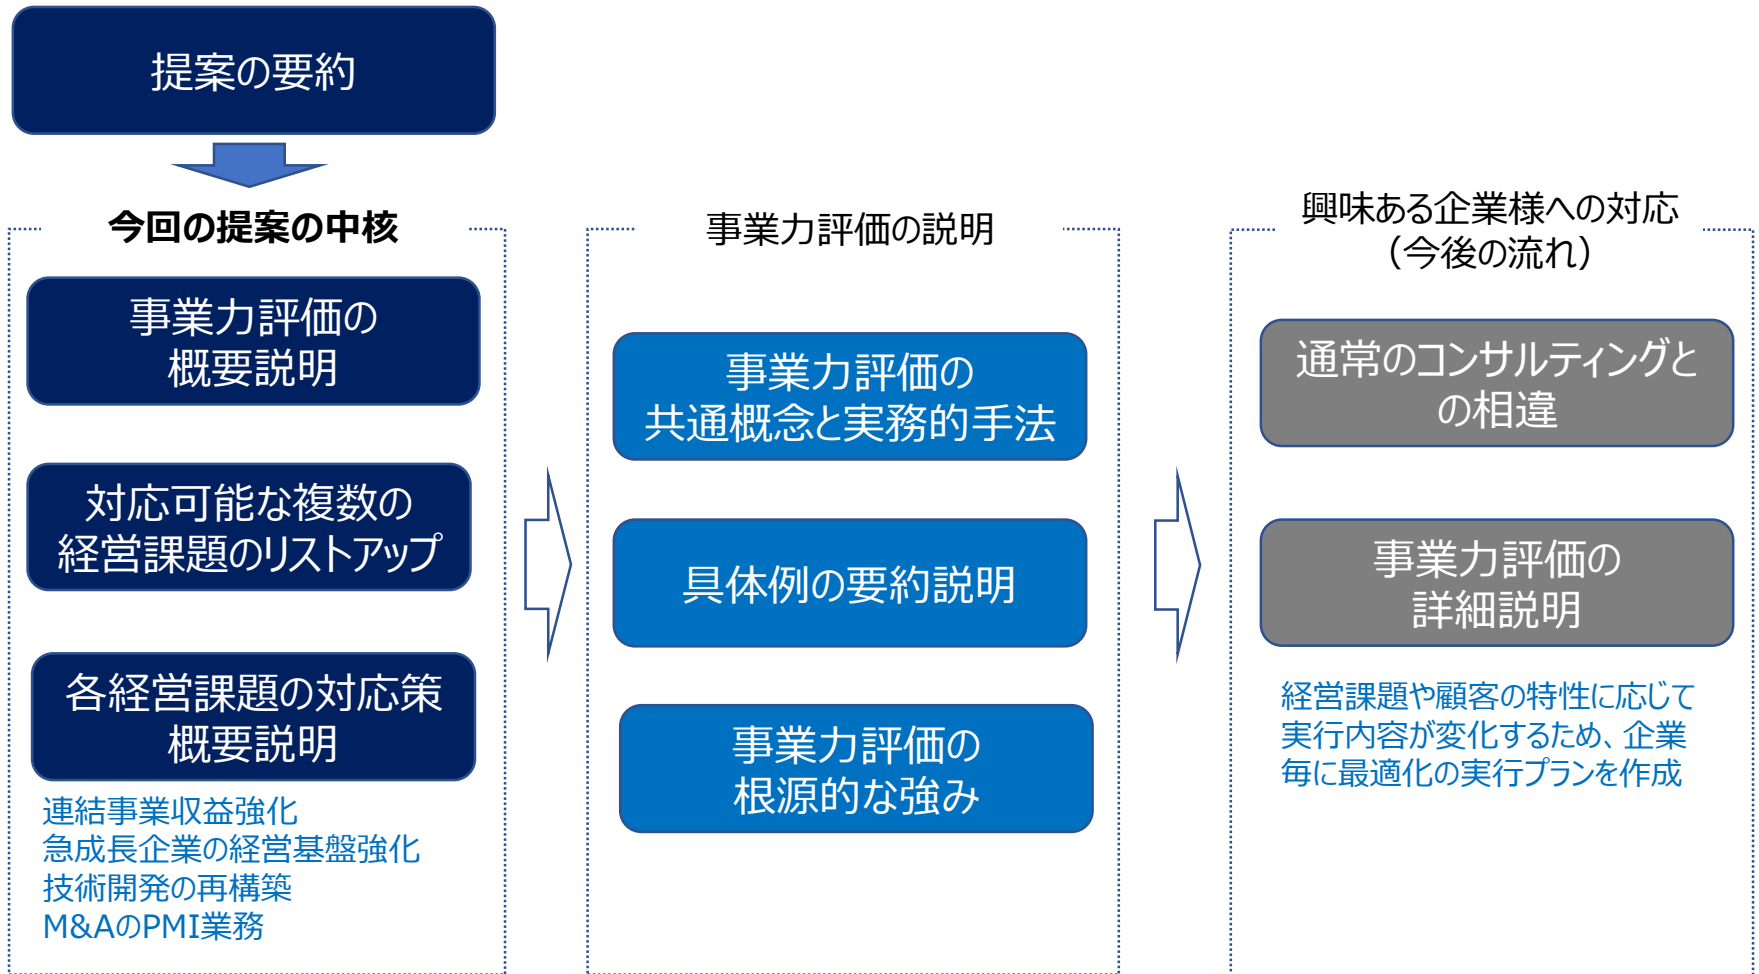 提案の要約
今回の提案の中核
事業力評価の
概要説明
対応可能な複数の
経営課題のリストアップ
各経営課題の対応策
概要説明
連結事業収益強化
急成長企業の経営基盤強化
技術開発の再構築
M&AのPMI業務
事業力評価の説明
事業力評価の
共通概念と実務的手法
具体例の要約説明
事業力評価の
根源的な強み
興味ある企業様への対応
（今後の流れ）
通常のコンサルティングと
の相違
事業力評価の
詳細説明
経営課題や顧客の特性に応じて
実行内容が変化するため、企業
毎に最適化の実行プランを作成